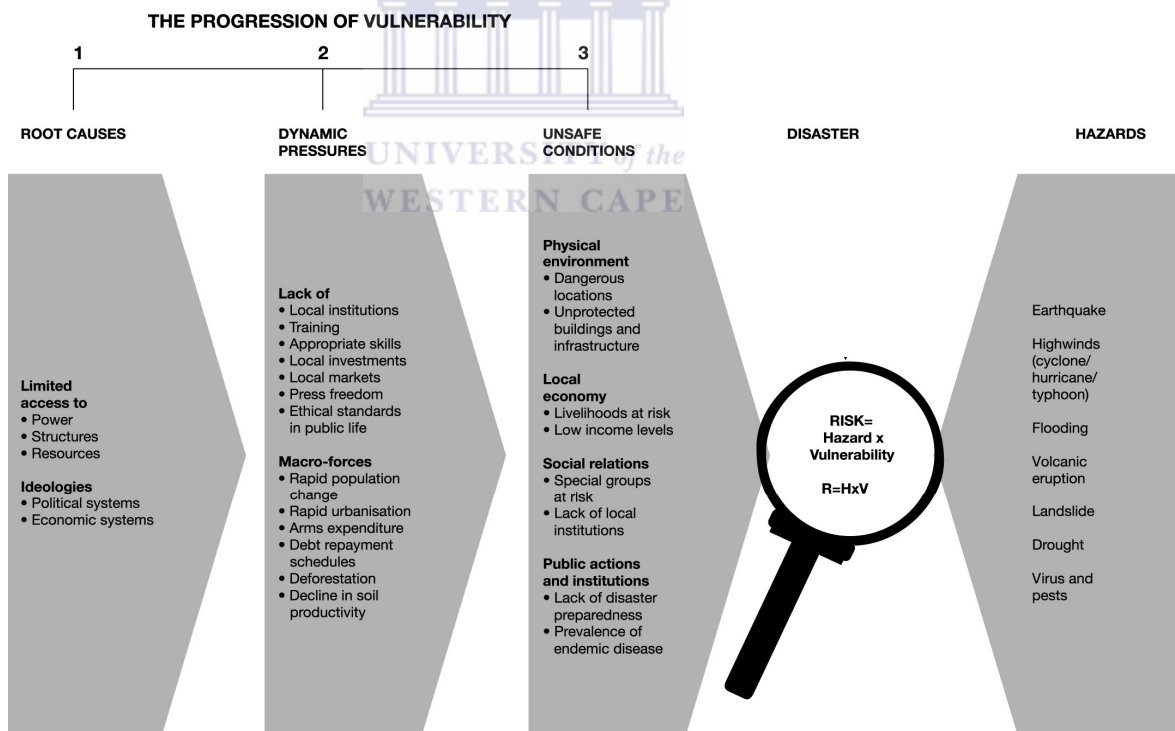 THE PROGRESSION OF VULNERABILITY
1
2
3
ROOT CAUSES
DYNAMIC
PRESSURES
UNSAFE
CONDITIONS
DISASTER
HAZARDS
UNIVERSITY of the
WESTERN CAPE
Limited
access to
• Power
• Structures
• Resources
Ideologies
• Political systems
• Economic systems
Lack of
• Local institutions
• Training
• Appropriate skills
• Local investments
• Local markets
• Press freedom
• Ethical standards
in public life
Macro-forces
• Rapid population
change
• Rapid urbanisation
• Arms expenditure
• Debt repayment
schedules
• Deforestation
• Decline in soil
productivity
Physical
environment
• Dangerous
locations
• Unprotected
buildings and
infrastructure
Local
economy
• Livelihoods at risk
• Low income levels
Social relations
• Special groups
at risk
• Lack of local
institutions
Public actions
and institutions
• Lack of disaster
preparedness
• Prevalence of
endemic disease
RISK=
Hazard x
Vulnerability
R=HxV
Earthquake
Highwinds
(cyclone/
hurricane/
typhoon)
Flooding
Volcanic
eruption
Landslide
Drought
Virus and
pests